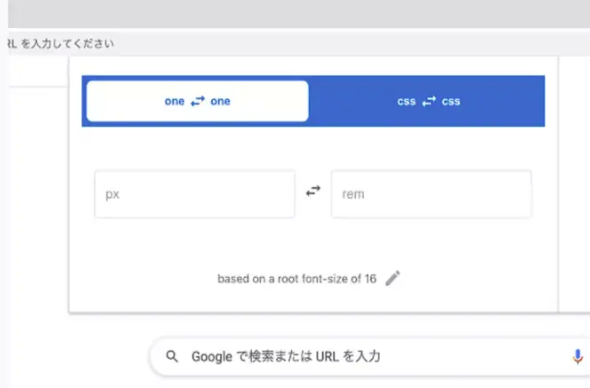 RL を入力してください
one ⇄ one
css ⇄ css
px
rem
based on a root font-size of 16
Google で検索または URL を入力